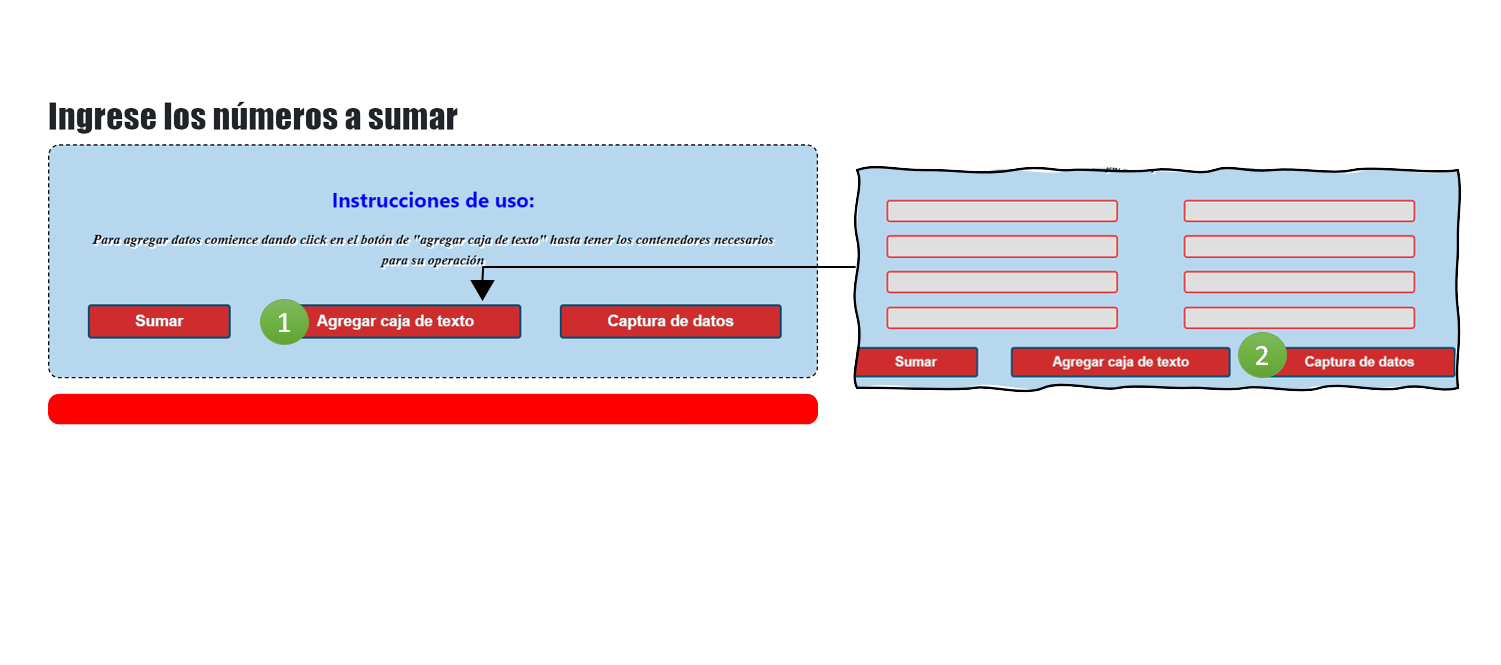 Ingrese los números a sumar
Instrucciones de uso:
Para agregar datos comience dando click en el botón de "agregar caja de texto" hasta tener los contenedores necesarios
para su operación
Sumar
1
Agregar caja de texto
Captura de datos
Sumar
Agregar caja de texto
2
Captura de datos